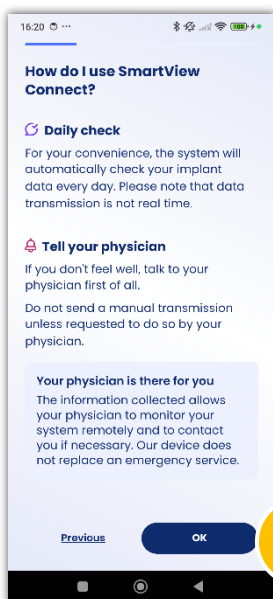 16:20
100
How do I use SmartView
Connect?
Daily check
For your convenience, the system will
automatically check your implant
data every day. Please note that data
transmission is not real time.
Tell your physician
If you don't feel well, talk to your
physician first of all.
Do not send a manual transmission
unless requested to do so by your
physician.
Your physician is there for you
The information collected allows
your physician to monitor your
system remotely and to contact
you if necessary. Our device does
not replace an emergency service.
Previous OK